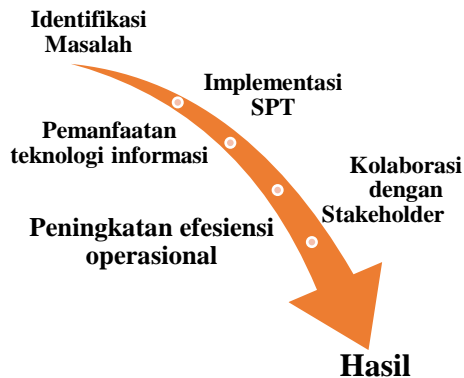 Identifikasi
Masalah
Implementasi
SPT
Pemanfaatan
teknologi informasi
Kolaborasi
dengan
Stakeholder
Peningkatan efesiensi
operasional
Hasil